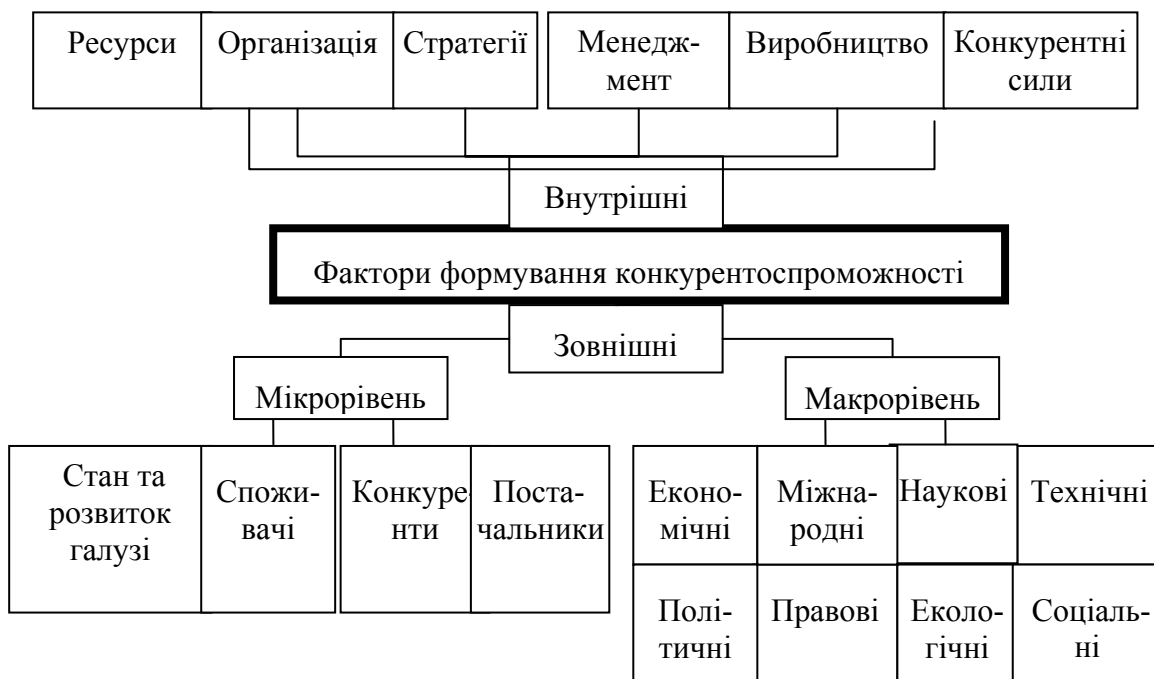 Ресурси
Організація
Стратегії
Менедж-
мент
Виробництво
Конкурентні
сили
Внутрішні
Фактори формування конкурентоспроможності
Зовнішні
Мікрорівень
Макрорівень
Стан та
розвиток
галузі
Спожи-
вачі
Конкуре-
нти
Поста-
чальники
Еконо-
мічні
Міжна-
родні
Наукові
Технічні
Полі-
тичні
Правові
Еколо-
гічні
Соціаль-
ні